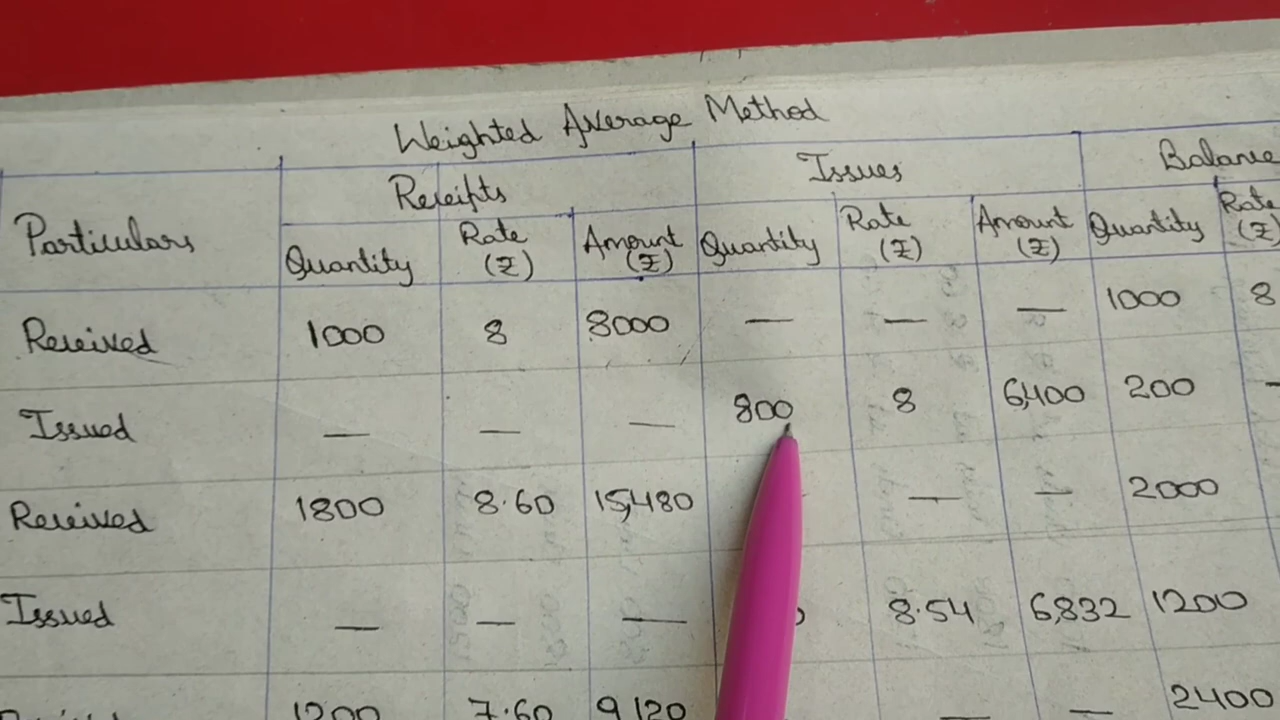 Weighted Average Method
Particulars Receipts Issues Balance
Quantity Rate (₹) Amount (₹) Quantity Rate (₹) Amount (₹) Quantity Rate (₹)
Received 1000 8 8000 — — — 1000 8
Issued — — — 800 8 6,400 200 —
Received 1800 8.60 15,480 — — 2000
Issued — — — 8.54 6,832 1200
1200 7.60 9120 — — 2400